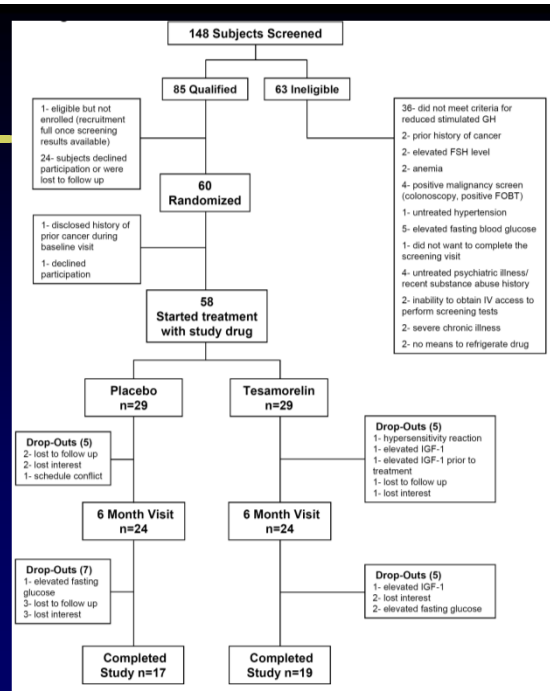 148 Subjects Screened
85 Qualified
63 Ineligible
1- eligible but not
enrolled (recruitment
full once screening
results available)
24- subjects declined
participation or were
lost to follow up
36- did not meet criteria for
reduced stimulated GH
2- prior history of cancer
2- elevated FSH level
2- anemia
4- positive malignancy screen
(colonoscopy, positive FOBT)
1- untreated hypertension
5- elevated fasting blood glucose
1- did not want to complete the
screening visit
4- untreated psychiatric illness/
recent substance abuse history
2- inability to obtain IV access to
perform screening tests
2- severe chronic illness
2- no means to refrigerate drug
60
Randomized
1- disclosed history of
prior cancer during
baseline visit
1- declined
participation
58
Started treatment
with study drug
Placebo
n=29
Tesamorelin
n=29
Drop-Outs (5)
2- lost to follow up
2- lost interest
1- schedule conflict
Drop-Outs (5)
1- hypersensitivity reaction
1- elevated IGF-1
1- elevated IGF-1 prior to
treatment
1- lost to follow up
1- lost interest
6 Month Visit
n=24
6 Month Visit
n=24
Drop-Outs (7)
1- elevated fasting
glucose
3- lost to follow up
3- lost interest
Drop-Outs (5)
1- elevated IGF-1
2- lost interest
2- elevated fasting glucose
Completed
Study n=17
Completed
Study n=19